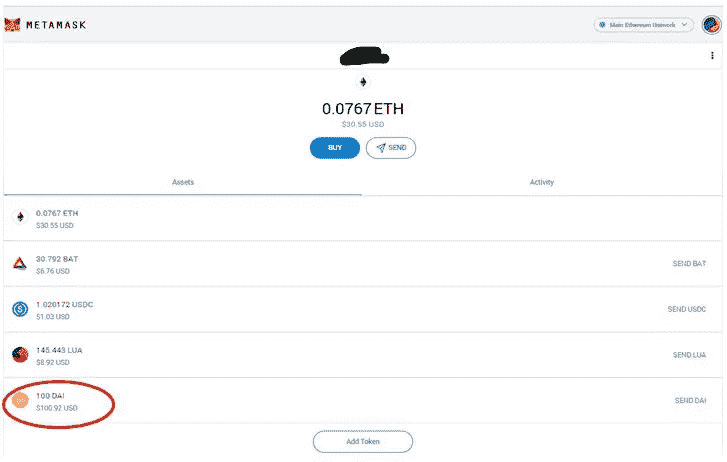 METAMASK
Main Ethereum Network
0.0767 ETH
$30.55 USD
BUY
SEND
Assets
Activity
0.0767 ETH
$30.55 USD
30.792 BAT
$6.76 USD
SEND BAT
1.020172 USDC
$1.03 USD
SEND USDC
145.443 LUA
$8.92 USD
SEND LUA
100 DAI
$100.92 USD
SEND DAI
Add Token